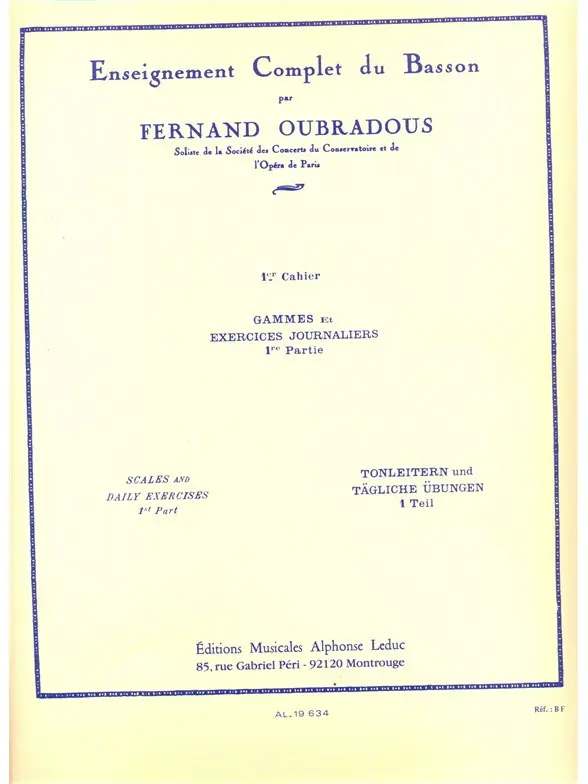 Enseignement Complet du Basson
par
FERNAND OUBRADOUS
Soliste de la Société des Concerts du Conservatoire et de
l'Opéra de Paris
1er Cahier
GAMMES Et
EXERCICES JOURNALIERS
1re Partie
SCALES AND
DAILY EXERCISES
1st Part
TONLEITERN und
TÄGLICHE ÜBUNGEN
1 Teil
Éditions Musicales Alphonse Leduc
85, rue Gabriel Péri - 92120 Montrouge
AL.19 634
Réf. : B F